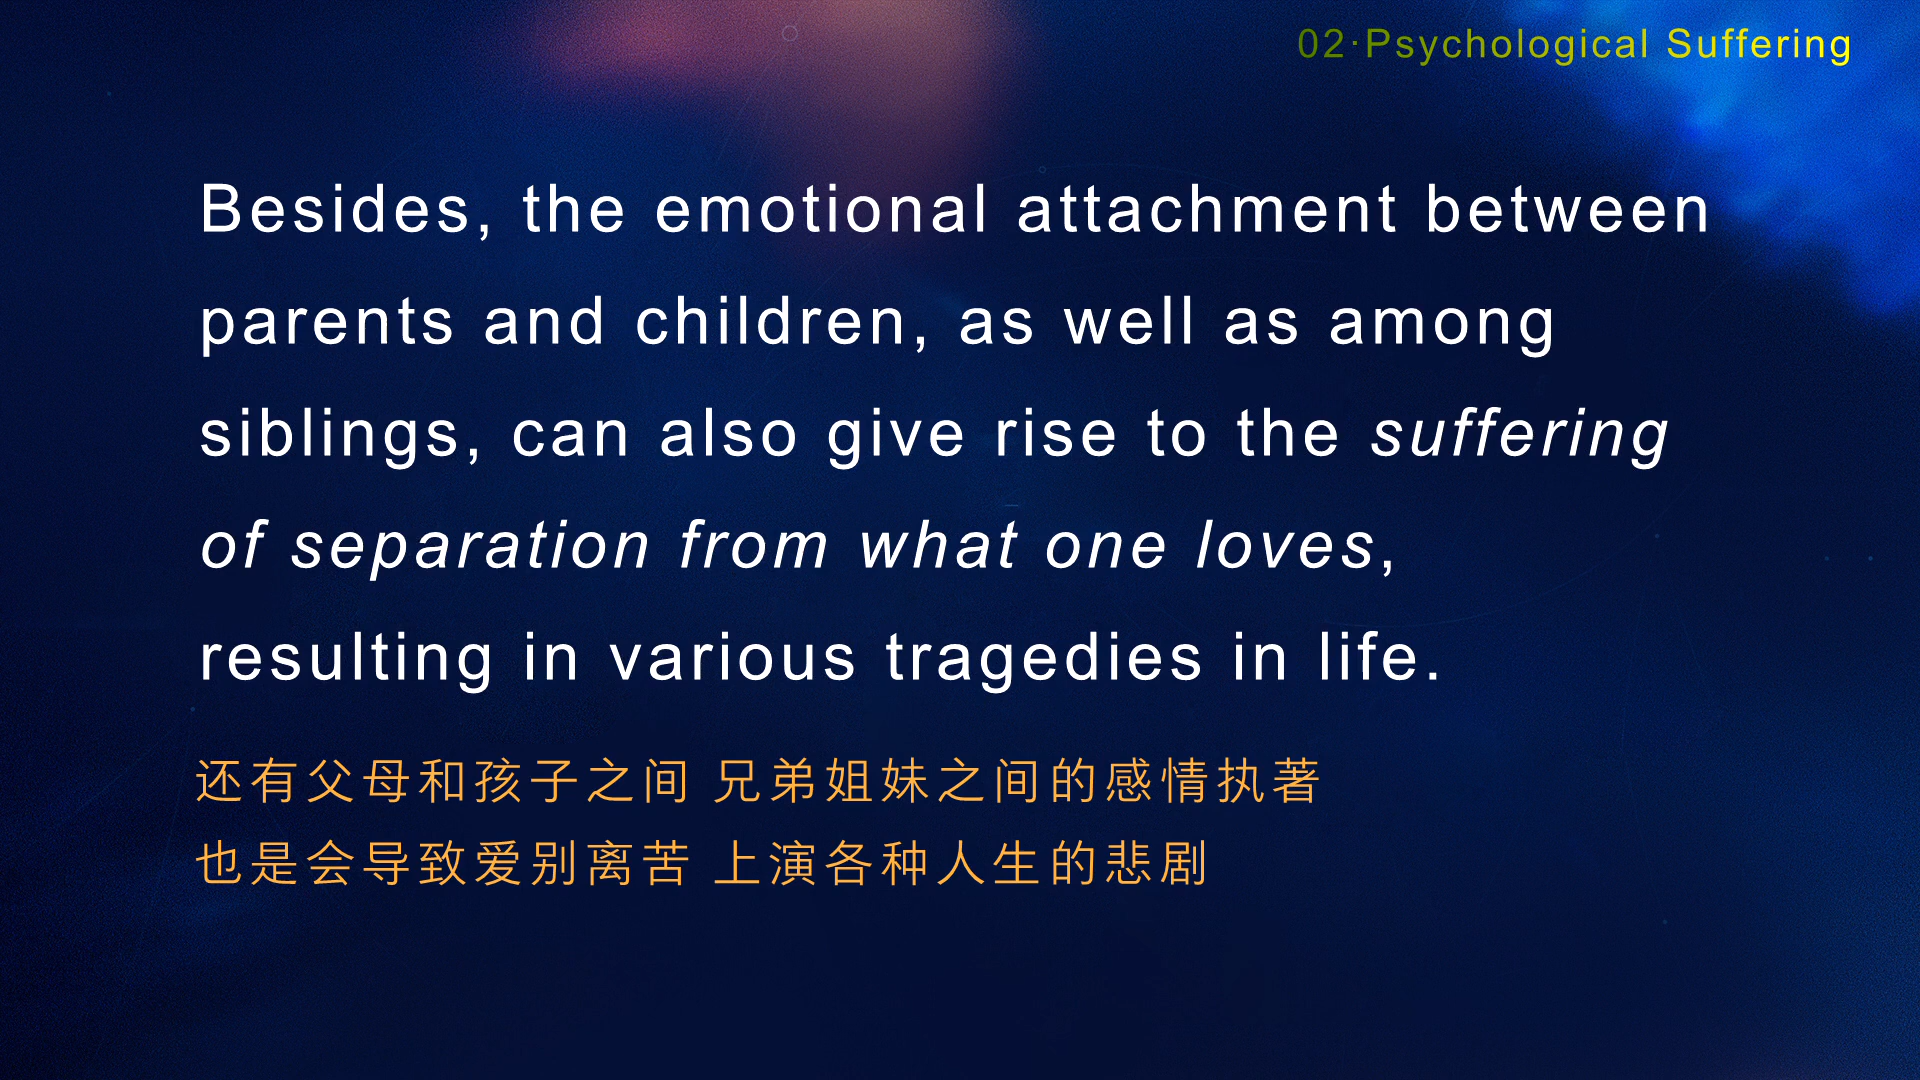 02·Psychological Suffering
Besides, the emotional attachment between
parents and children, as well as among
siblings, can also give rise to the suffering
of separation from what one loves,
resulting in various tragedies in life.
还有父母和孩子之间 兄弟姐妹之间的感情执著
也是会导致爱别离苦 上演各种人生的悲剧